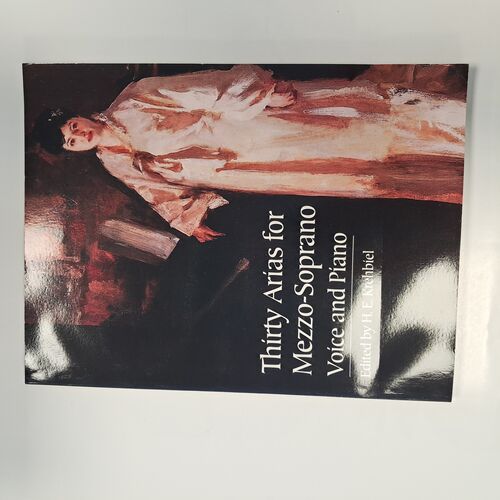 Thirty Arias for
Mezzo-Soprano
Voice and Piano
Edited by H. E. Krehbiel